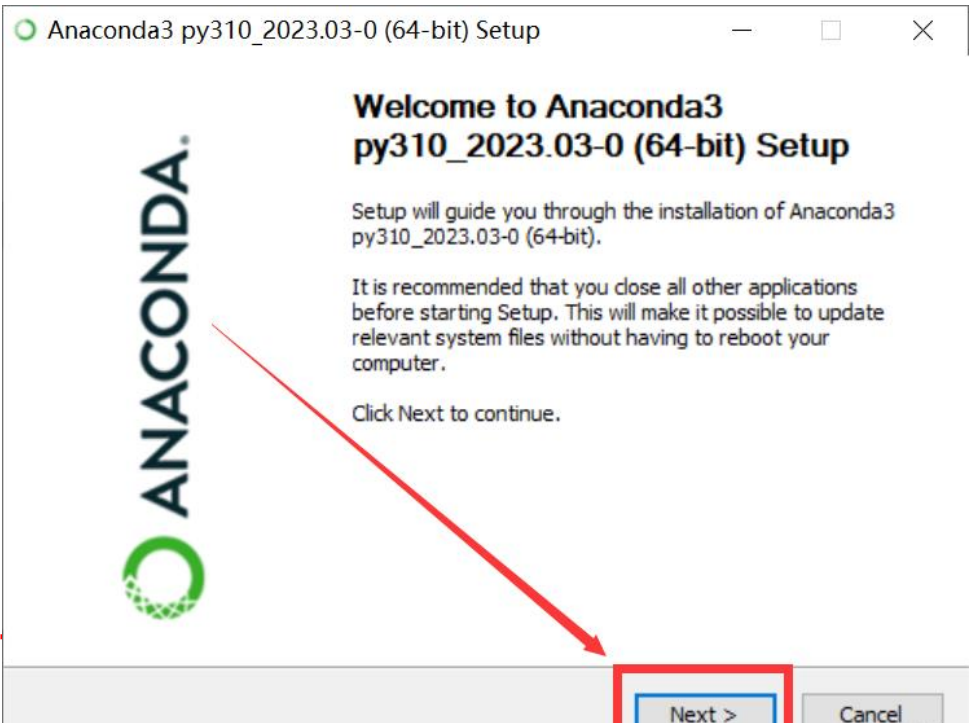 Anaconda3 py310_2023.03-0 (64-bit) Setup
Welcome to Anaconda3
py310_2023.03-0 (64-bit) Setup
Setup will guide you through the installation of Anaconda3
py310_2023.03-0 (64-bit).
It is recommended that you close all other applications
before starting Setup. This will make it possible to update
relevant system files without having to reboot your
computer.
Click Next to continue.
ANACONDA.
Next >
Cancel